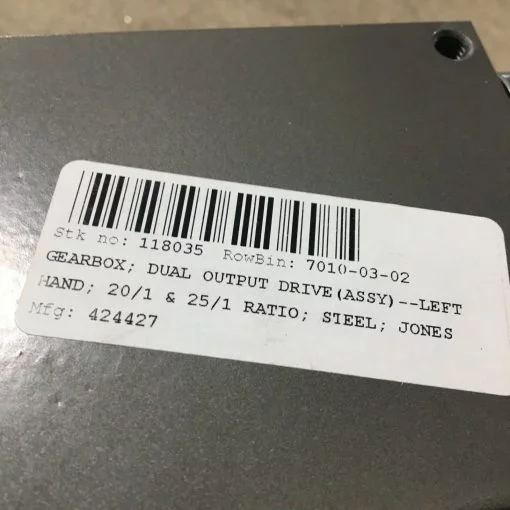 Stk no: 118035 RowBin: 7010-03-02
GEARBOX; DUAL OUTPUT DRIVE(ASSY)--LEFT
HAND; 20/1 & 25/1 RATIO; STEEL; JONES
Mfg: 424427